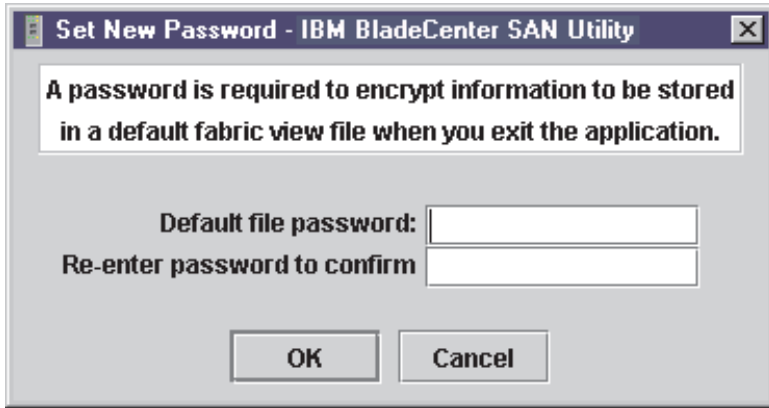 Set New Password - IBM BladeCenter SAN Utility
A password is required to encrypt information to be stored
in a default fabric view file when you exit the application.
Default file password:
Re-enter password to confirm
OK
Cancel